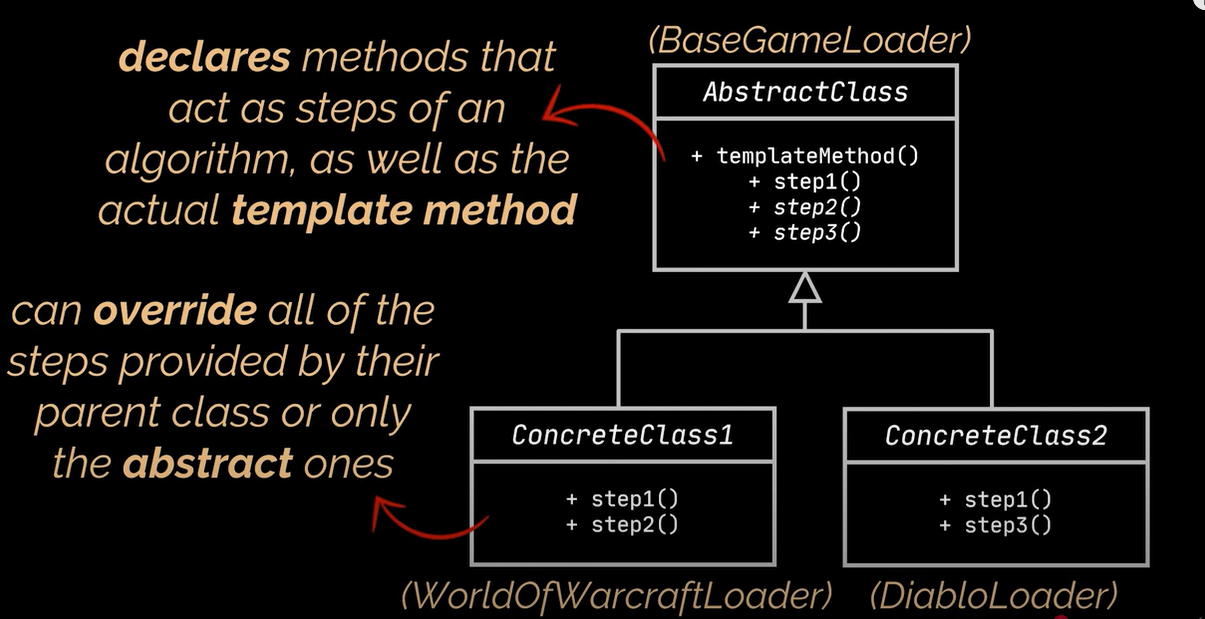 declares methods that
act as steps of an
algorithm, as well as the
actual template method
(BaseGameLoader)
AbstractClass
+ templateMethod()
+ step1()
+ step2()
+ step3()
can override all of the
steps provided by their
parent class or only
the abstract ones
ConcreteClass1
+ step1()
+ step2()
(WorldOfWarcraftLoader)
ConcreteClass2
+ step1()
+ step3()
(DiabloLoader)